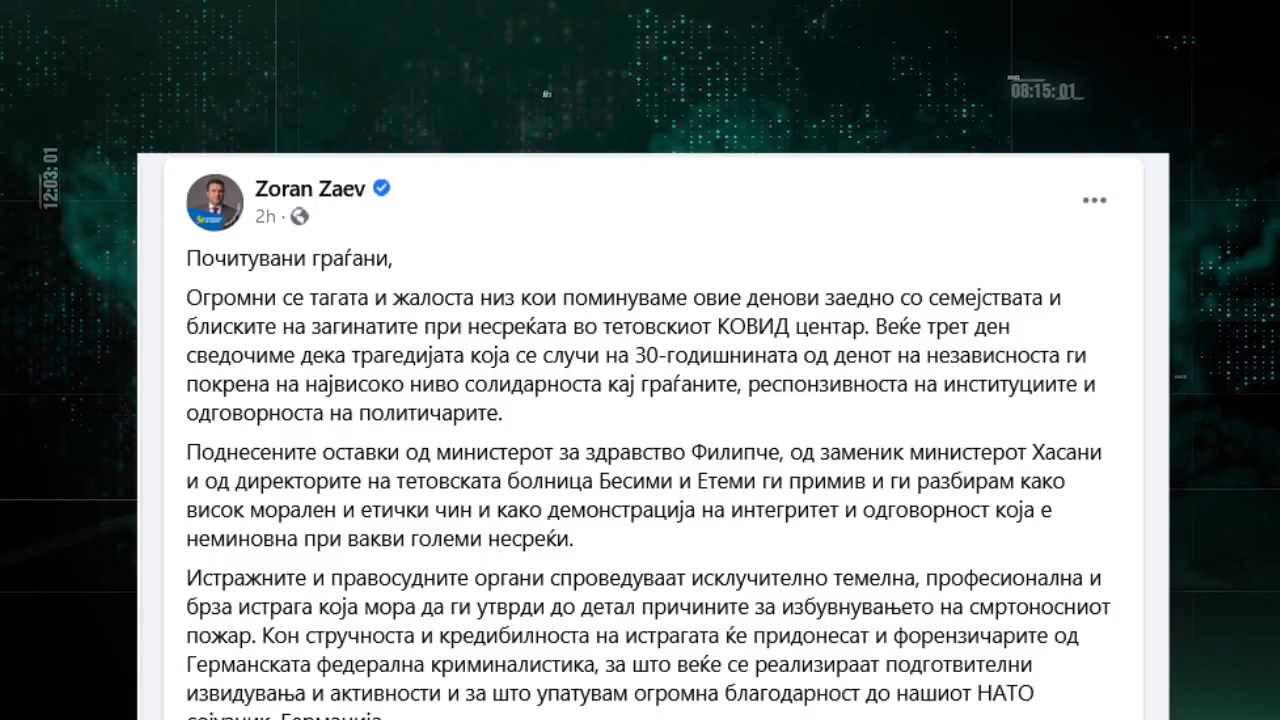 08:15: 01
12:03: 01
Zoran Zaev
2h ·
Почитувани граѓани,
Огромни се тагата и жалоста низ кои поминуваме овие денови заедно со семејствата и
блиските на загинатите при несреќата во тетовскиот КОВИД центар. Веќе трет ден
сведочиме дека трагедијата која се случи на 30-годишнината од денот на независноста ги
покрена на највисоко ниво солидарноста кај граѓаните, респонзивноста на институциите и
одговорноста на политичарите.
Поднесените оставки од министерот за здравство Филипче, од заменик министерот Хасани
и од директорите на тетовската болница Бесими и Етеми ги примив и ги разбирам како
висок морален и етички чин и како демонстрација на интегритет и одговорност која е
неминовна при вакви големи несреќи.
Истражните и правосудните органи спроведуваат исклучително темелна, професионална и
брза истрага која мора да ги утврди до детал причините за избувнувањето на смртоносниот
пожар. Кон стручноста и кредибилноста на истрагата ќе придонесат и форензичарите од
Германската федерална криминалистика, за што веќе се реализираат подготвителни
извидувања и активности и за што упатувам огромна благодарност до нашиот НАТО
сојузник, Германија.